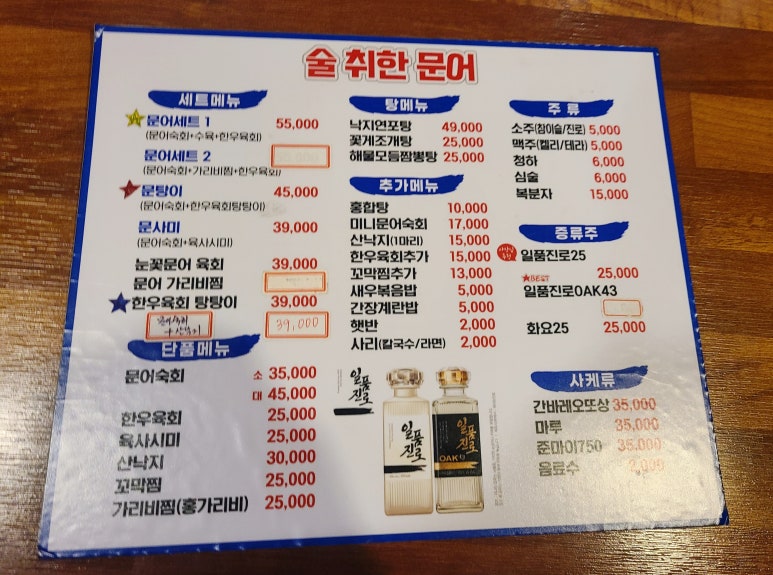 술 취한 문어
세트메뉴
문어세트 1 55,000
(문어숙회+수육+한우육회)
문어세트 2
(문어숙회+가리비찜+한우육회)
문탕이 45,000
(문어숙회+한우육회탕탕이)
문사미 39,000
(문어숙회+육사시미)
눈꽃문어 육회 39,000
문어 가리비찜
한우육회 탕탕이 39,000
39,000
단품메뉴
문어숙회 소 35,000
대 45,000
한우육회 25,000
육사시미 25,000
산낙지 30,000
꼬막찜 25,000
가리비찜(홍가리비) 25,000
탕메뉴
낙지연포탕 49,000
꽃게조개탕 25,000
해물모듬짬뽕탕 25,000
추가메뉴
홍합탕 10,000
미니문어숙회 17,000
산낙지(1마리) 15,000
한우육회추가 15,000
꼬막찜추가 13,000
새우볶음밥 5,000
간장계란밥 5,000
햇반 2,000
사리(칼국수/라면) 2,000
일품진로
일품진로
일품진로
OAK
주 류
소주(참이슬/진로) 5,000
맥주(켈리/테라) 5,000
청하 6,000
심술 6,000
복분자 15,000
증류주
일품진로25
BEST 25,000
일품진로OAK43
화요25 25,000
사케류
간바레오또상 35,000
마루 35,000
준마이750 35,000
음료수 2,000